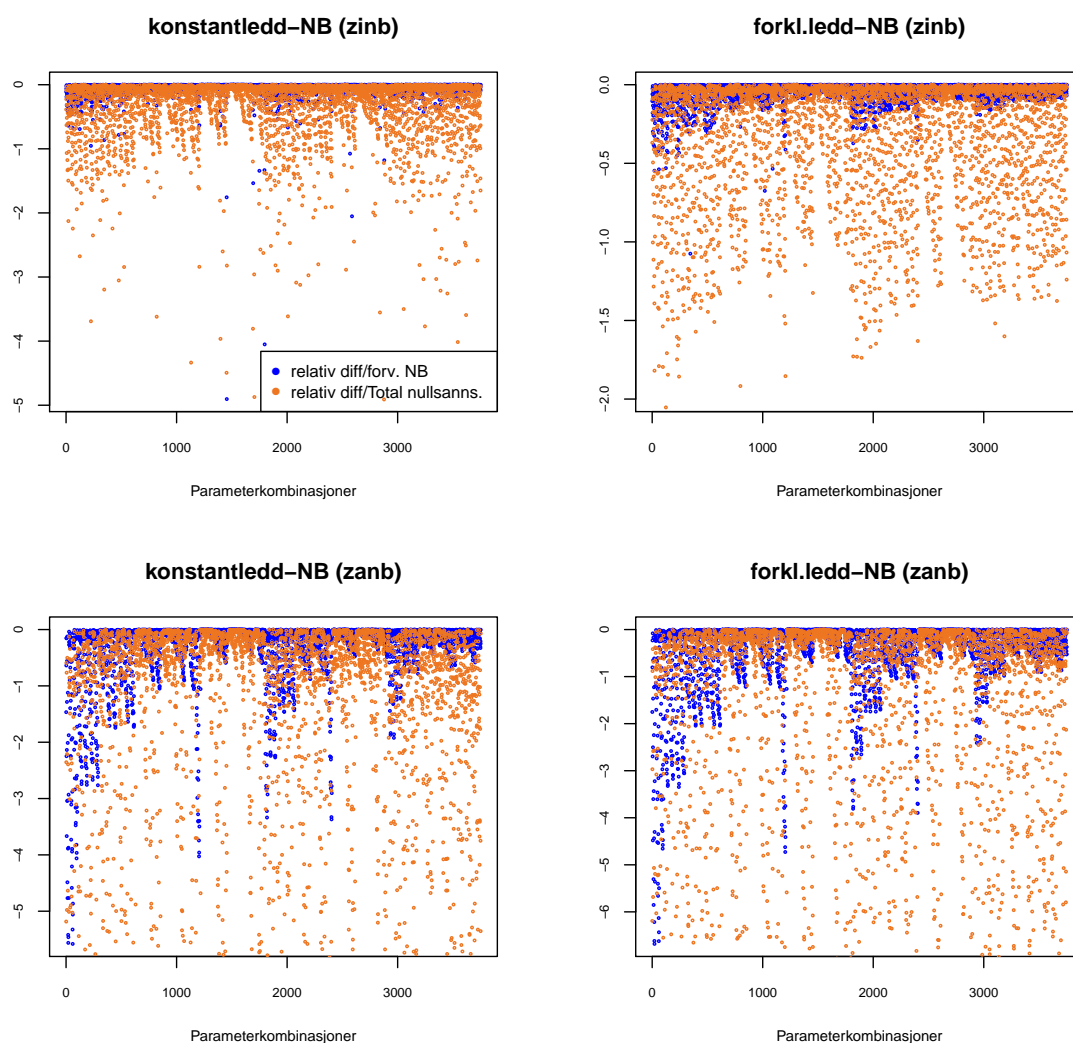 konstantledd−NB (zinb)
0
−1
−2
−3
−4
−5
relativ diff/forv. NB
relativ diff/Total nullsanns.
0 1000 2000 3000
Parameterkombinasjoner
forkl.ledd−NB (zinb)
0.0
−0.5
−1.0
−1.5
−2.0
0 1000 2000 3000
Parameterkombinasjoner
konstantledd−NB (zanb)
0
−1
−2
−3
−4
−5
0 1000 2000 3000
Parameterkombinasjoner
forkl.ledd−NB (zanb)
0
−1
−2
−3
−4
−5
−6
0 1000 2000 3000
Parameterkombinasjoner